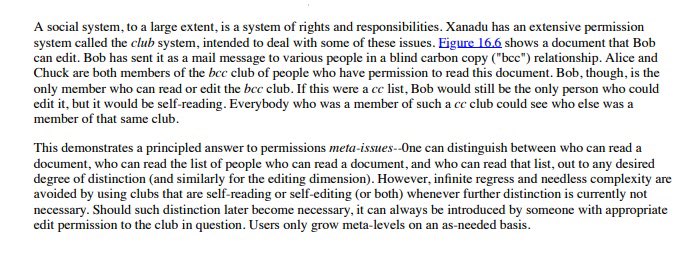 A social system, to a large extent, is a system of rights and responsibilities. Xanadu has an extensive permission
system called the club system, intended to deal with some of these issues. Figure 16.6 shows a document that Bob
can edit. Bob has sent it as a mail message to various people in a blind carbon copy ("bcc") relationship. Alice and
Chuck are both members of the bcc club of people who have permission to read this document. Bob, though, is the
only member who can read or edit the bcc club. If this were a cc list, Bob would still be the only person who could
edit it, but it would be self-reading. Everybody who was a member of such a cc club could see who else was a
member of that same club.
This demonstrates a principled answer to permissions meta-issues--One can distinguish between who can read a
document, who can read the list of people who can read a document, and who can read that list, out to any desired
degree of distinction (and similarly for the editing dimension). However, infinite regress and needless complexity are
avoided by using clubs that are self-reading or self-editing (or both) whenever further distinction is currently not
necessary. Should such distinction later become necessary, it can always be introduced by someone with appropriate
edit permission to the club in question. Users only grow meta-levels on an as-needed basis.